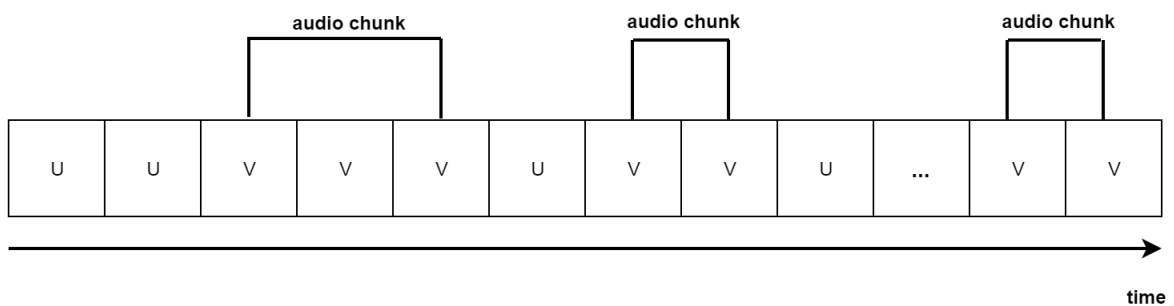 audio chunk audio chunk audio chunk
U U V V V U V V U ... V V
time